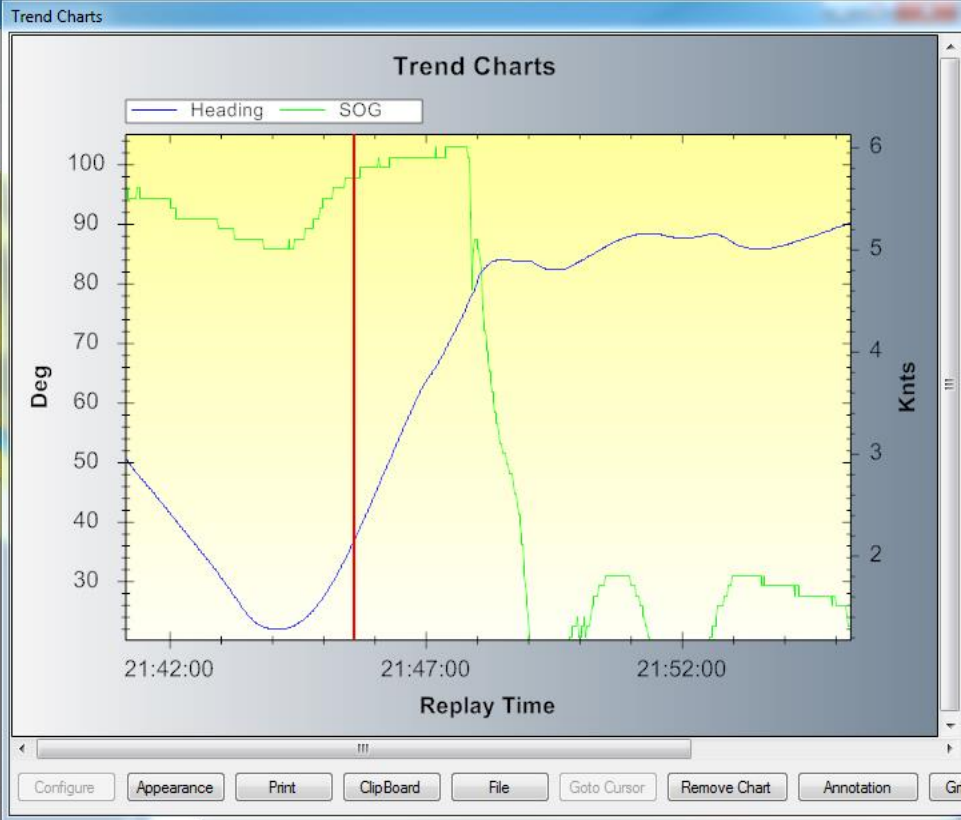 Trend Charts
Trend Charts
Heading SOG
100
90
80
70
60
50
40
30
Deg
6
5
4
3
2
Knts
21:42:00 21:47:00 21:52:00
Replay Time
Configure Appearance Print ClipBoard File Goto Cursor Remove Chart Annotation Gr